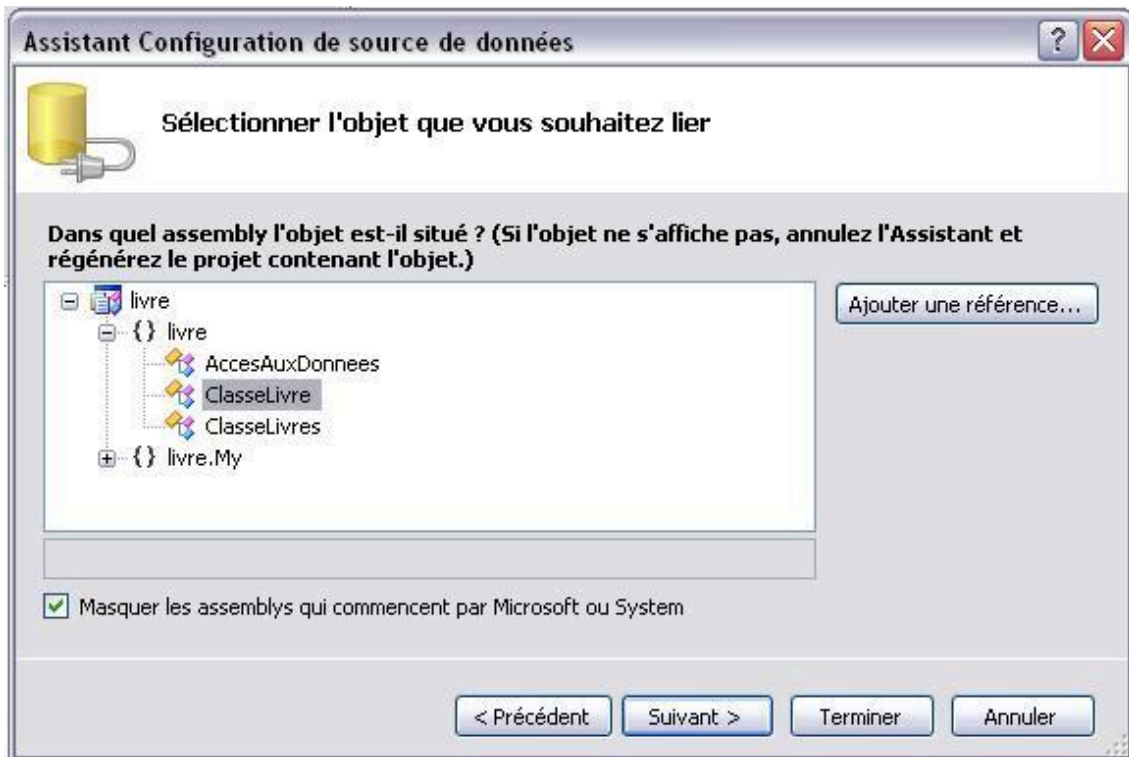 Assistant Configuration de source de données
Sélectionner l'objet que vous souhaitez lier
Dans quel assembly l'objet est-il situé ? (Si l'objet ne s'affiche pas, annulez l'Assistant et
régénérez le projet contenant l'objet.)
livre
Ajouter une référence...
{} livre
AccesAuxDonnees
ClasseLivre
ClasseLivres
{} livre.My
Masquer les assemblys qui commencent par Microsoft ou System
< Précédent
Suivant >
Terminer
Annuler